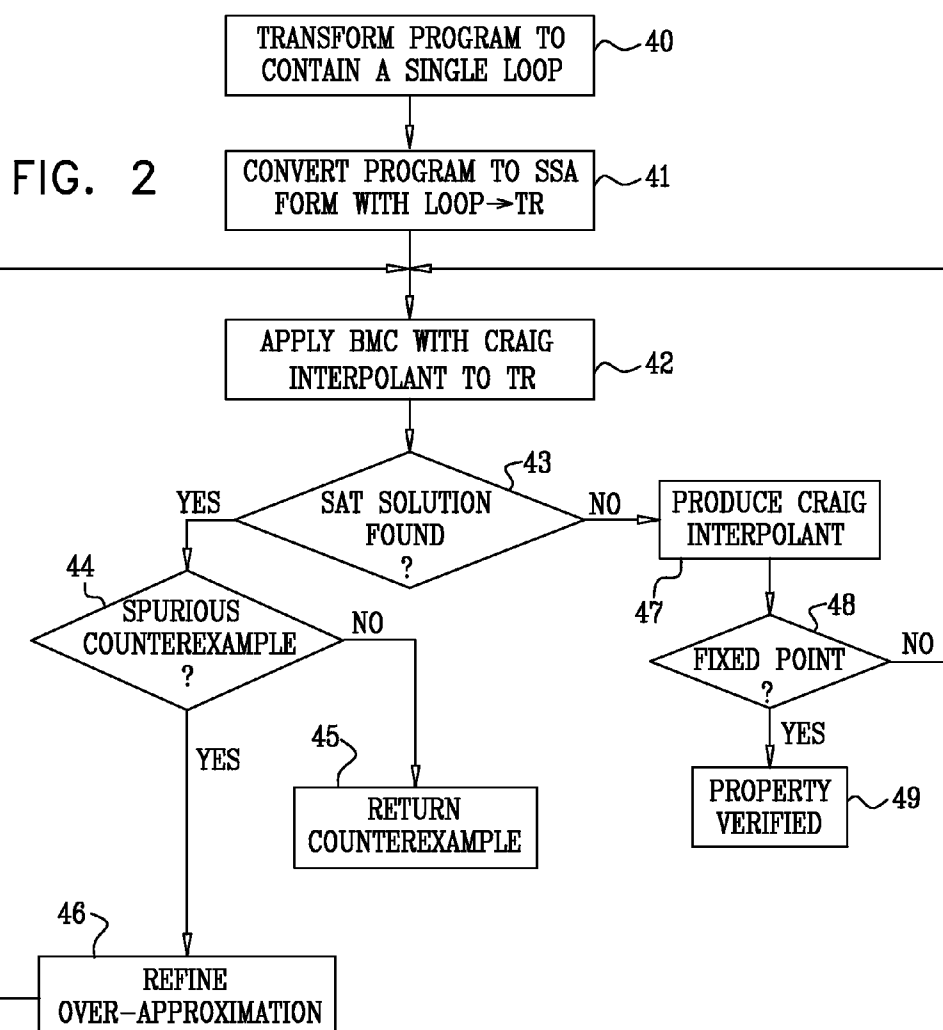 TRANSFORM PROGRAM TO
CONTAIN A SINGLE LOOP
40
FIG. 2
CONVERT PROGRAM TO SSA
FORM WITH LOOP→TR
41
APPLY BMC WITH CRAIG
INTERPOLANT TO TR
42
43
YES
SAT SOLUTION
FOUND
?
NO
PRODUCE CRAIG
INTERPOLANT
47
44
SPURIOUS
COUNTEREXAMPLE
?
NO
48
FIXED POINT
?
NO
YES
YES
45
RETURN
COUNTEREXAMPLE
PROPERTY
VERIFIED
49
46
REFINE
OVER-APPROXIMATION